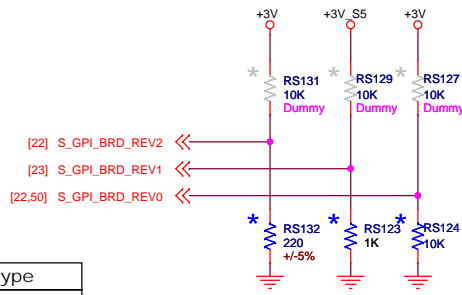 +3V
+3V_S5
+3V
* RS131
10K
Dummy
* RS129
10K
Dummy
* RS127
10K
Dummy
[22] S_GPI_BRD_REV2
[23] S_GPI_BRD_REV1
[22,50] S_GPI_BRD_REV0
* RS132
220
+/-5%
* RS123
1K
* RS124
10K
ype